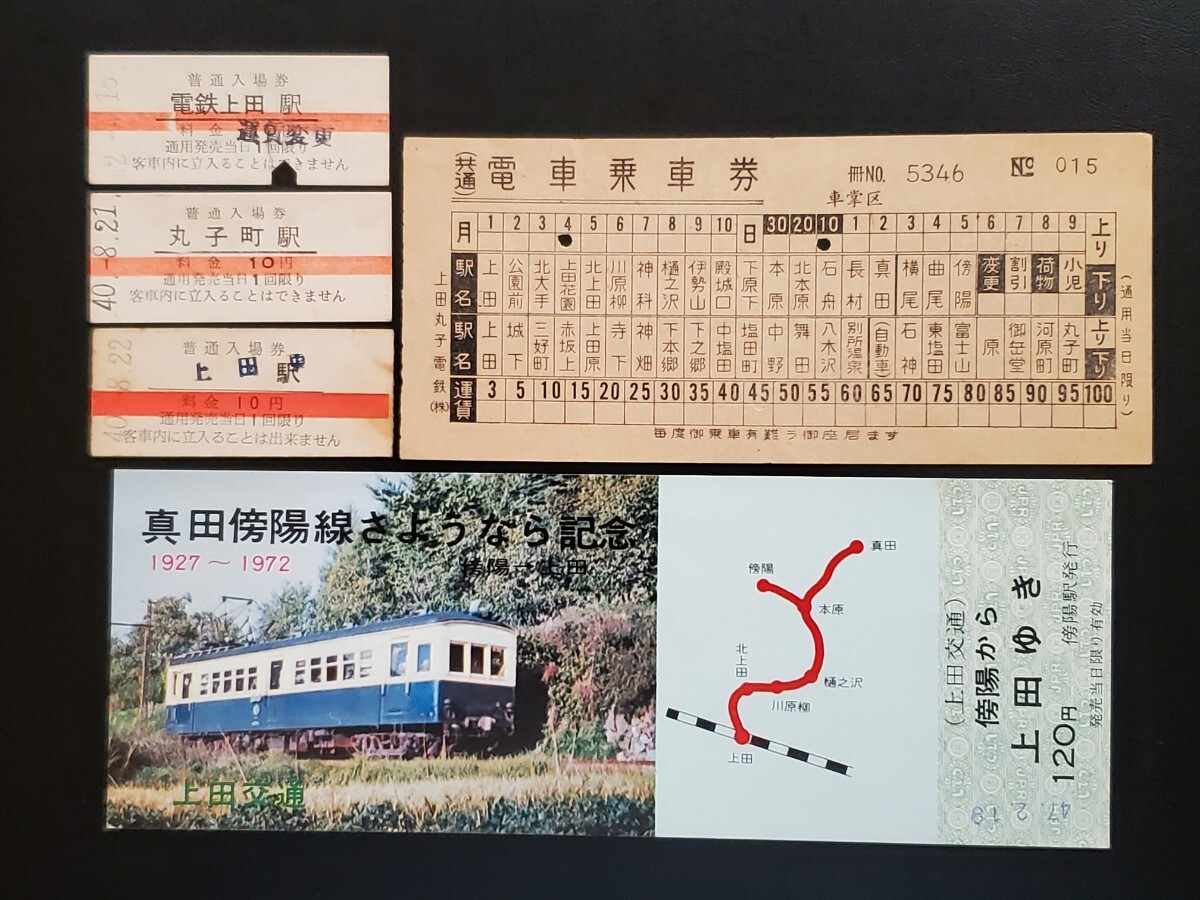 普通入場券
電鉄上田駅
料金
運賃変更
通用発売当日1回限り
客車内に立入ることはできません
40.-8.21.
普通入場券
丸子町駅
料金 10円
通用発売当日1回限り
客車内に立入ることはできません
40.-8.22
普通入場券
上田駅
料金 10円
通用発売当日1回限り
客車内に立入ることは出来ません
(共通) 電車乗車券
冊NO. 5346
No 015
車掌区
上田丸子電鉄(株)
月 1 2 3 4 5 6 7 8 9 10 日 30 20 10 1 2 3 4 5 6 7 8 9 上り
駅名 上田 公園前 北大手 上田花園 北上田 川原柳 神科 樋之沢 伊勢山 殿城口 下原下 本原 北本原 石舟 長村 真田 横尾 曲尾 傍陽 変更 割引 荷物 小児 下り
駅名 上田 城下 三好町 赤坂上 上田原 寺下 神畑 下本郷 下之郷 中塩田 塩田町 中野 舞田 八木沢 別所温泉 (自動車) 石神 東塩田 富士山 原 御岳堂 河原町 丸子町 上り 下り
運賃 3 5 10 15 20 25 30 35 40 45 50 55 60 65 70 75 80 85 90 95 100
(通用当日限り)
毎度御乗車有難う御座居ます
真田傍陽線さようなら記念
1927～1972
傍陽→上田
上田交通
真田
傍陽
本原
北上田
樋之沢
川原柳
上田
(上田交通)
傍陽から
上田ゆき
120円
傍陽駅発行
発売当日限り有効